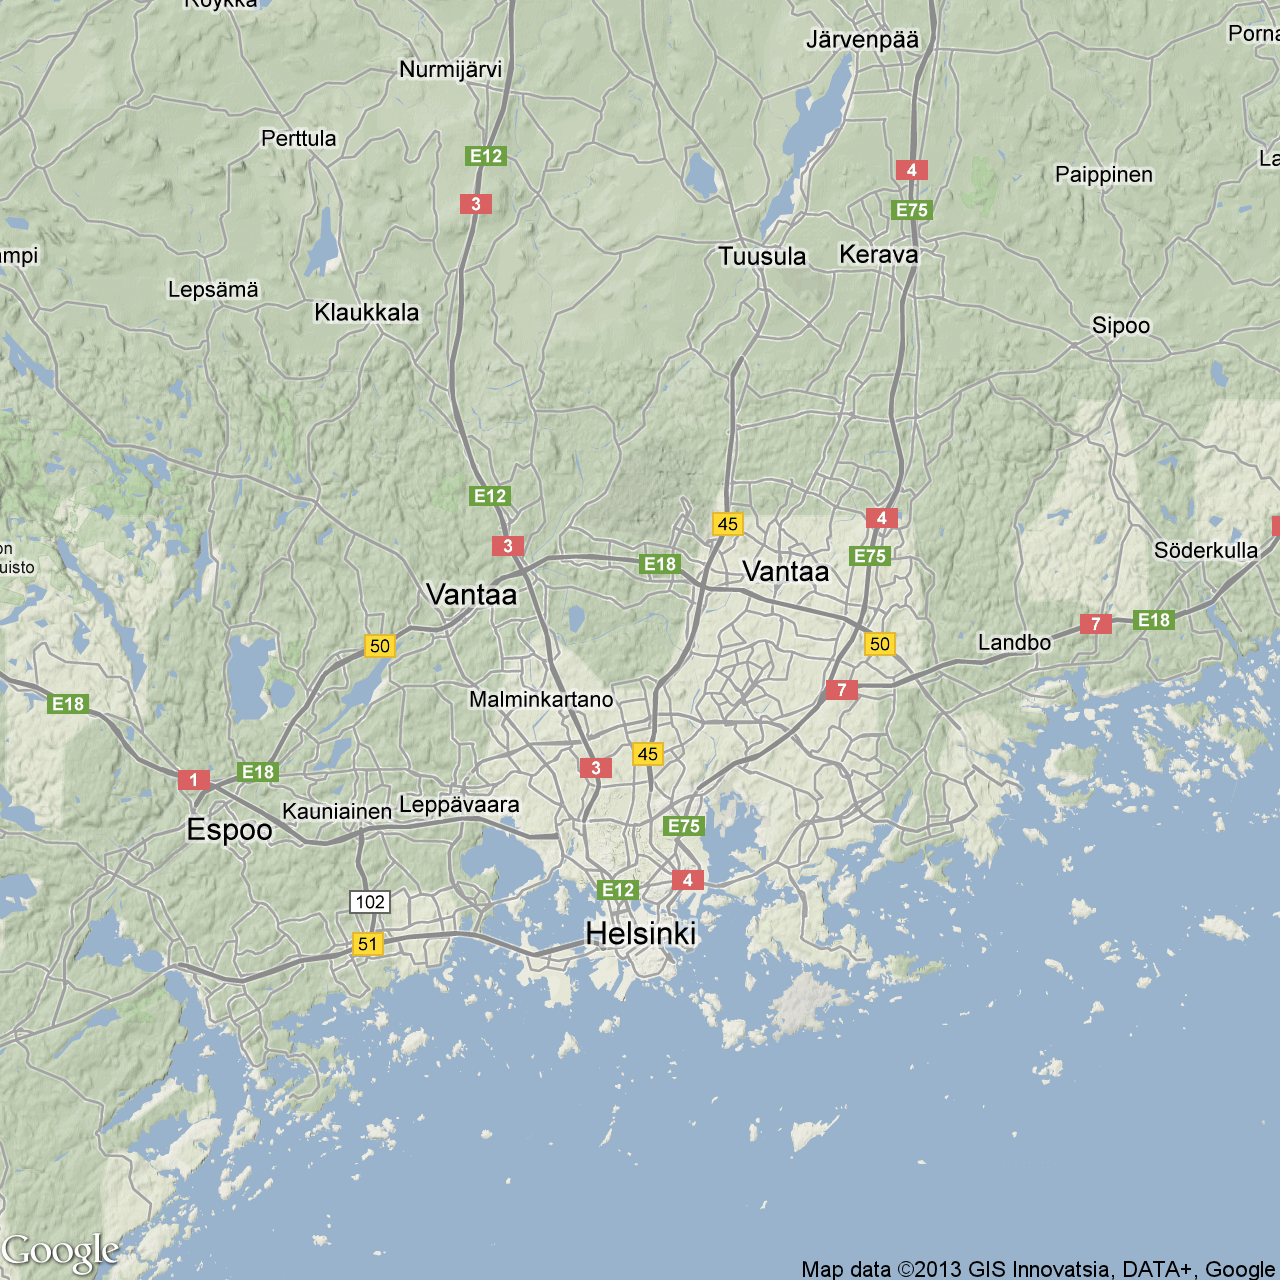 Röykkä
Järvenpää
Porna
Nurmijärvi
Perttula
E12
La
4
Paippinen
3
E75
ampi
Tuusula
Kerava
Lepsämä
Klaukkala
Sipoo
E12
4
45
3
on
uisto
Söderkulla
E75
E18
Vantaa
Vantaa
7
E18
50
50
Landbo
E18
7
Malminkartano
45
3
E18
1
Kauniainen
Leppävaara
Espoo
E75
4
E12
102
Helsinki
51
Google
Map data ©2013 GIS Innovatsia, DATA+, Google